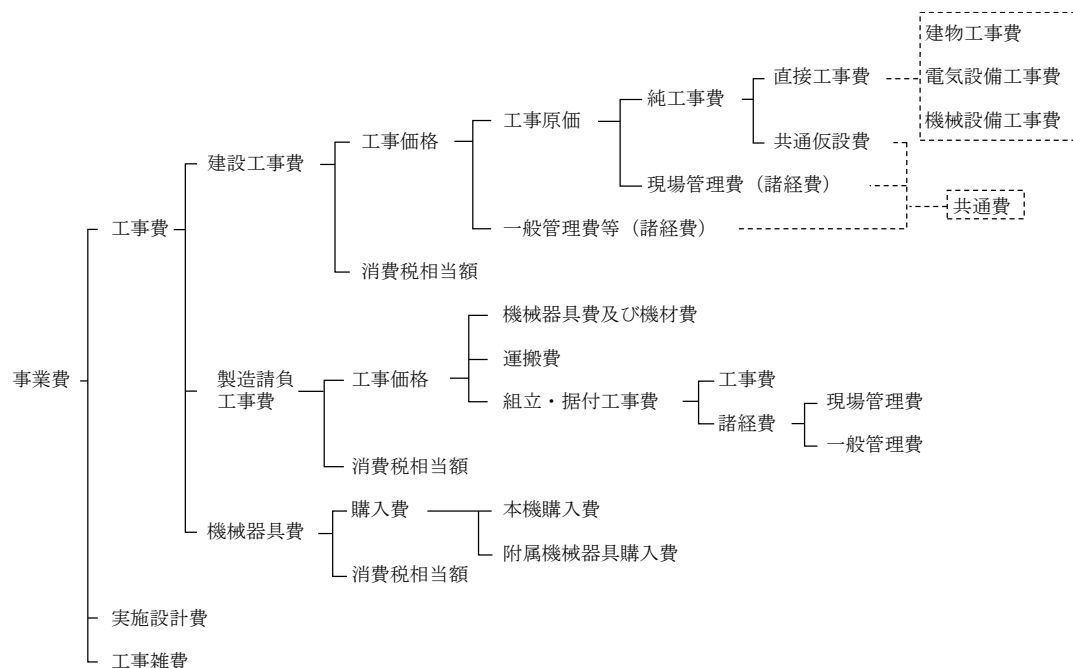 建物工事費
直接工事費
電気設備工事費
純工事費
工事原価
機械設備工事費
工事価格
共通仮設費
建設工事費
現場管理費（諸経費）
共通費
工事費
一般管理費等（諸経費）
消費税相当額
機械器具費及び機材費
運搬費
事業費
製造請負
工事費
工事価格
工事費
組立・据付工事費
現場管理費
諸経費
一般管理費
消費税相当額
機械器具費
購入費
本機購入費
附属機械器具購入費
消費税相当額
実施設計費
工事雑費